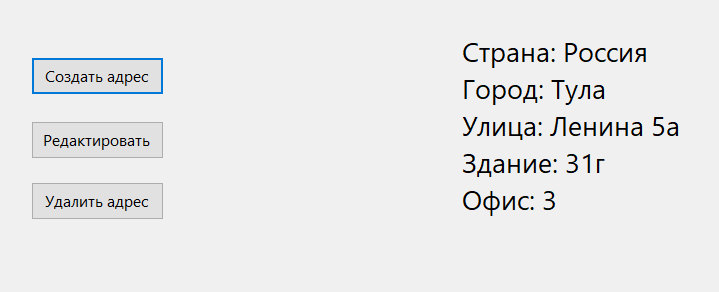 Создать адрес
Редактировать
Удалить адрес
Страна: Россия
Город: Тула
Улица: Ленина 5а
Здание: 31г
Офис: 3